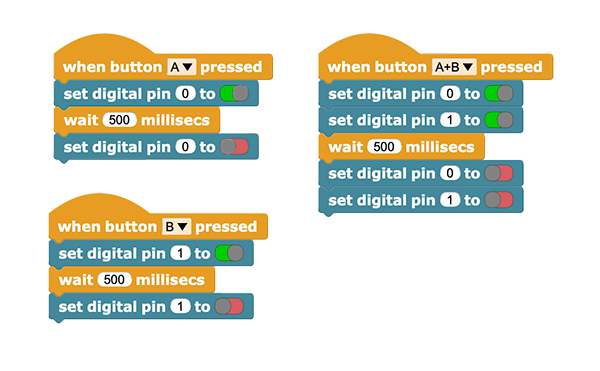 when button A ▼ pressed
set digital pin 0 to
wait 500 millisecs
set digital pin 0 to
when button A+B ▼ pressed
set digital pin 0 to
set digital pin 1 to
wait 500 millisecs
set digital pin 0 to
set digital pin 1 to
when button B ▼ pressed
set digital pin 1 to
wait 500 millisecs
set digital pin 1 to